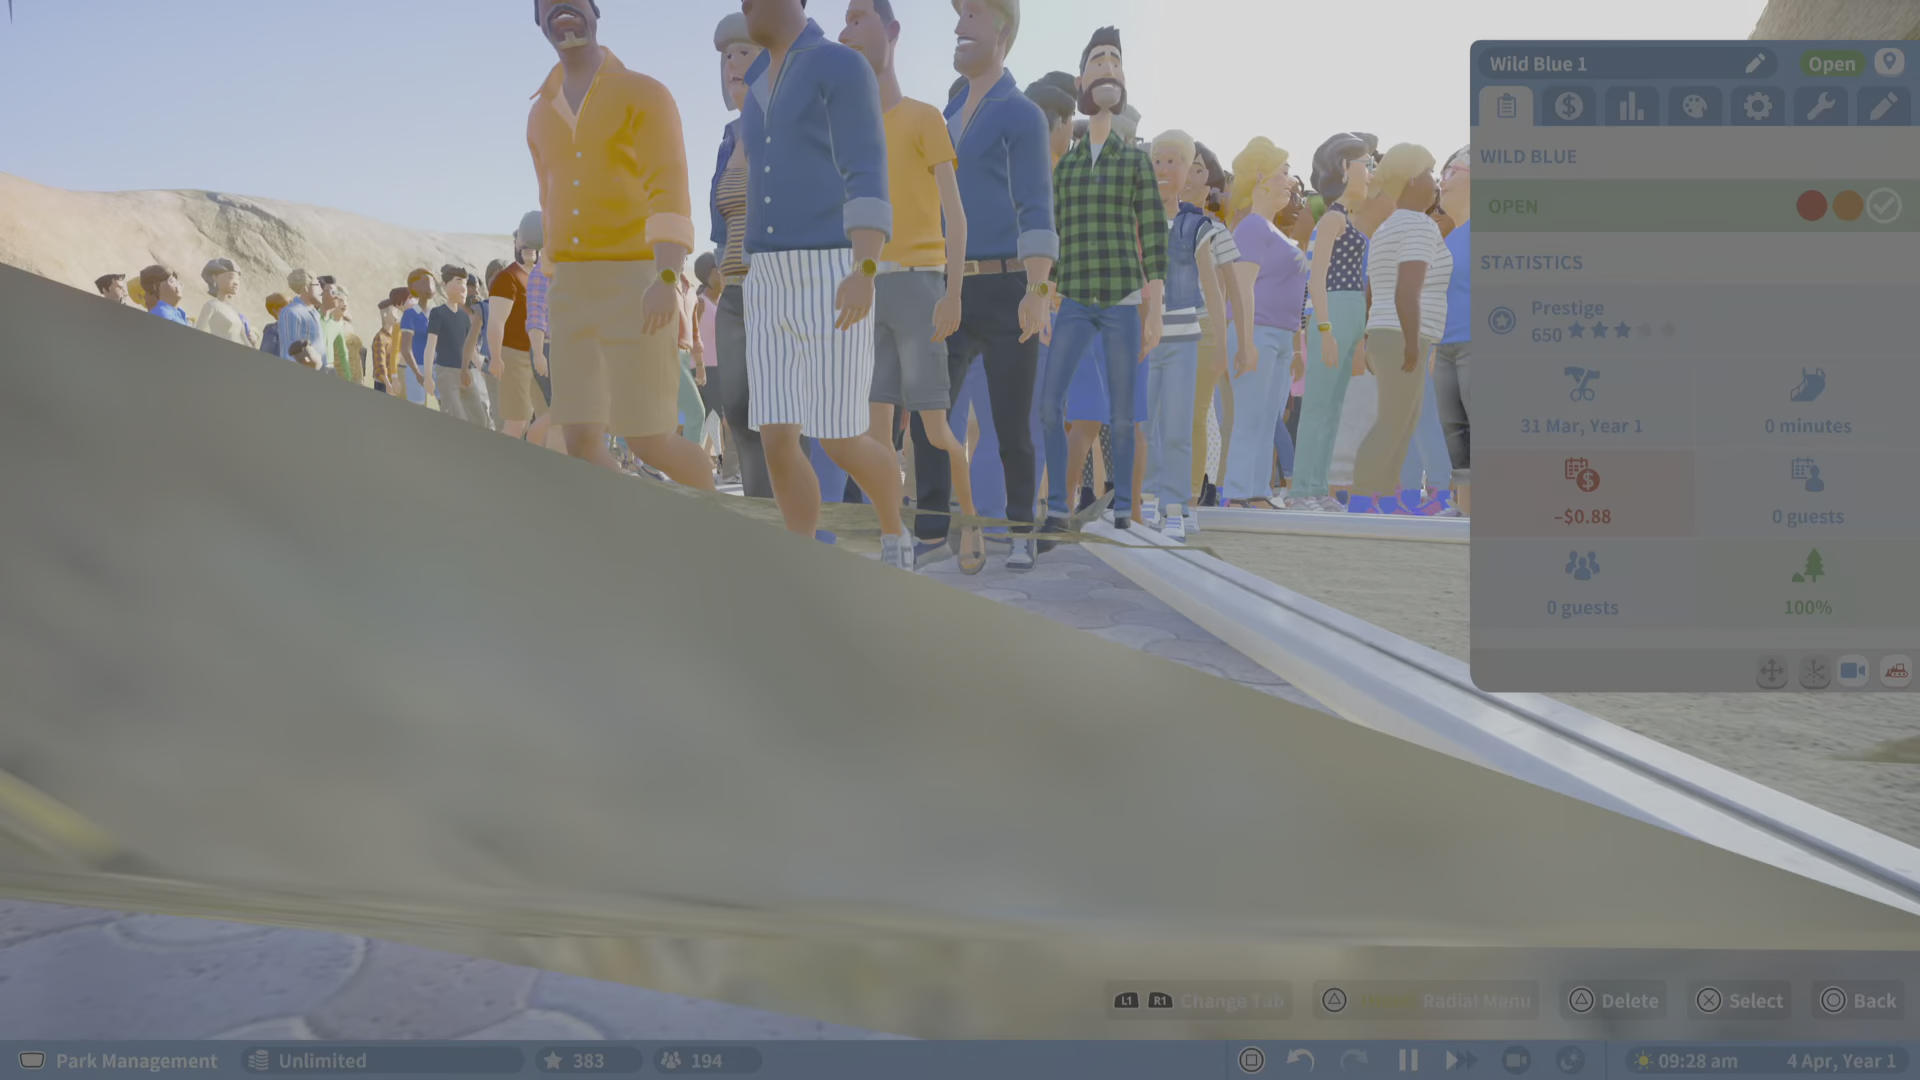 Wild Blue 1
Open
WILD BLUE
OPEN
STATISTICS
Prestige
650
31 Mar, Year 1
0 minutes
-$0.88
0 guests
0 guests
100%
L1 R1 Change Tab
Radial Menu
Delete
Select
Back
Park Management
Unlimited
383
194
09:28 am
4 Apr, Year 1